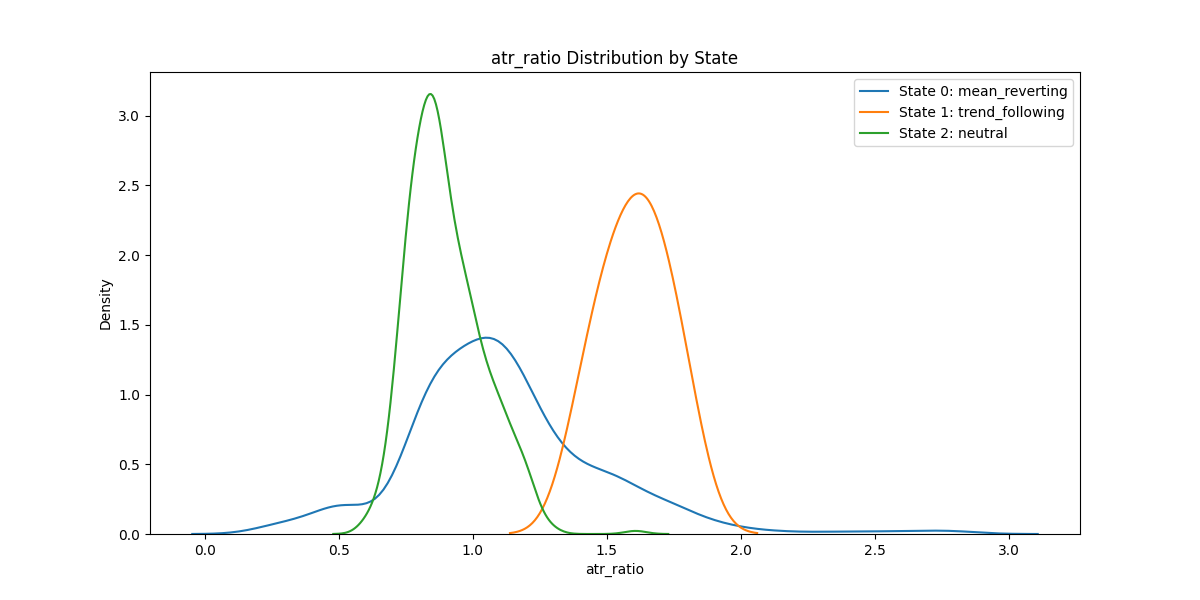 atr_ratio Distribution by State
State 0: mean_reverting
State 1: trend_following
State 2: neutral
Density
3.0
2.5
2.0
1.5
1.0
0.5
0.0
0.0 0.5 1.0 1.5 2.0 2.5 3.0
atr_ratio